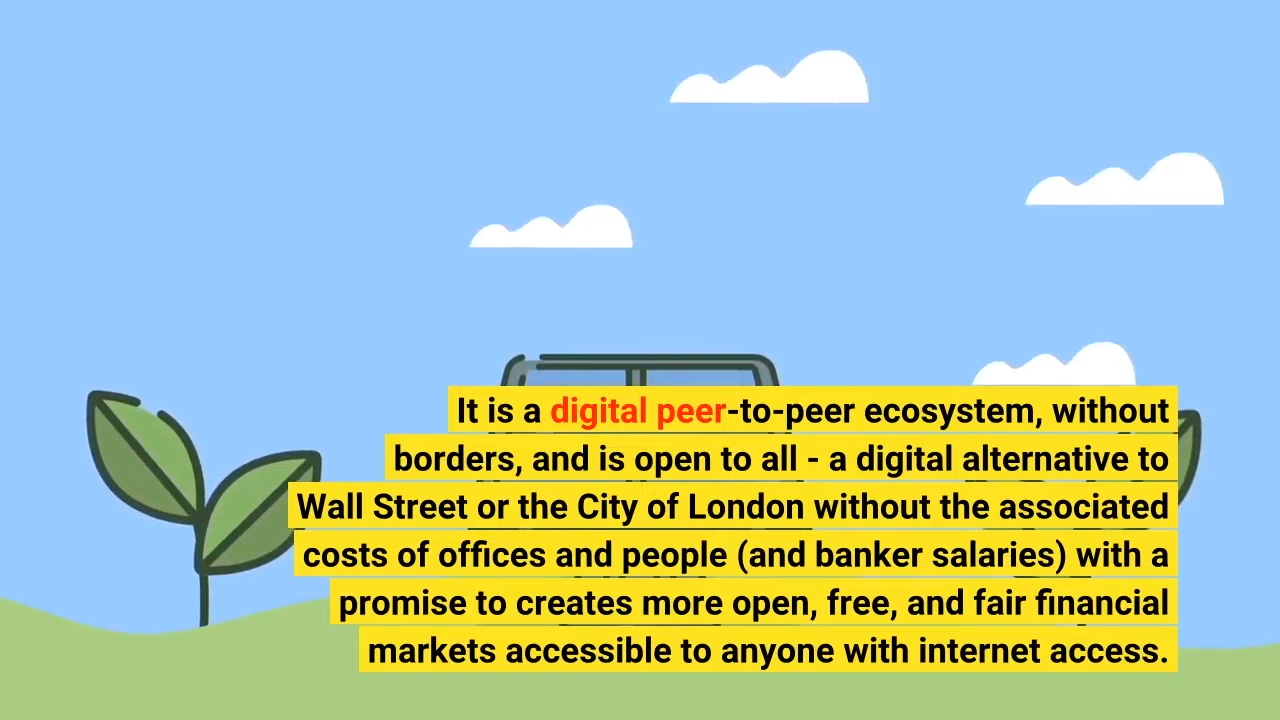 It is a digital peer-to-peer ecosystem, without
borders, and is open to all - a digital alternative to
Wall Street or the City of London without the associated
costs of offices and people (and banker salaries) with a
promise to creates more open, free, and fair financial
markets accessible to anyone with internet access.